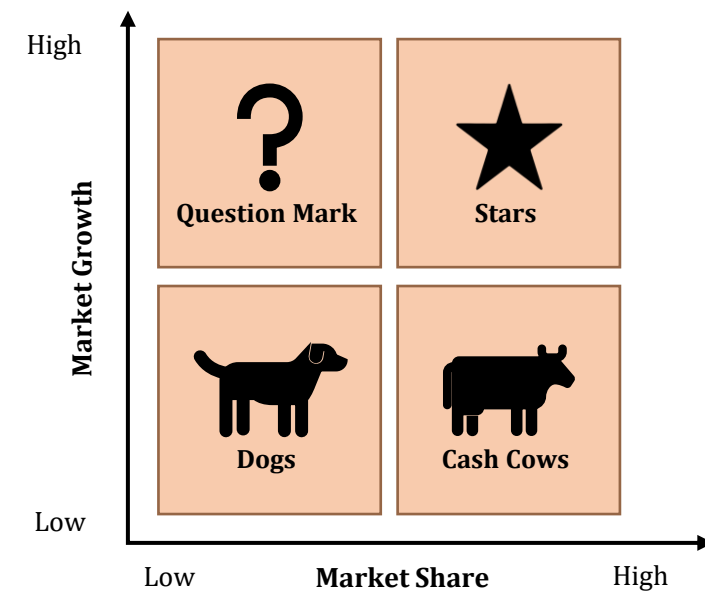 High
Question Mark
Stars
Market Growth
Dogs
Cash Cows
Low
Low
Market Share
High